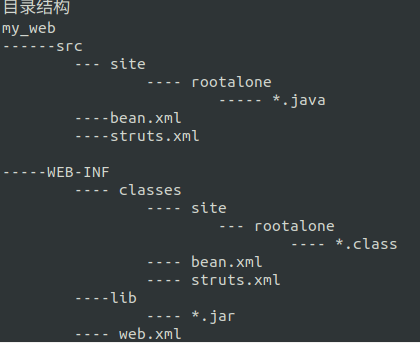 目录结构
my_web
------src
--- site
---- rootalone
----- *.java
----bean.xml
----struts.xml
-----WEB-INF
---- classes
---- site
--- rootalone
---- *.class
---- bean.xml
---- struts.xml
----lib
---- *.jar
---- web.xml